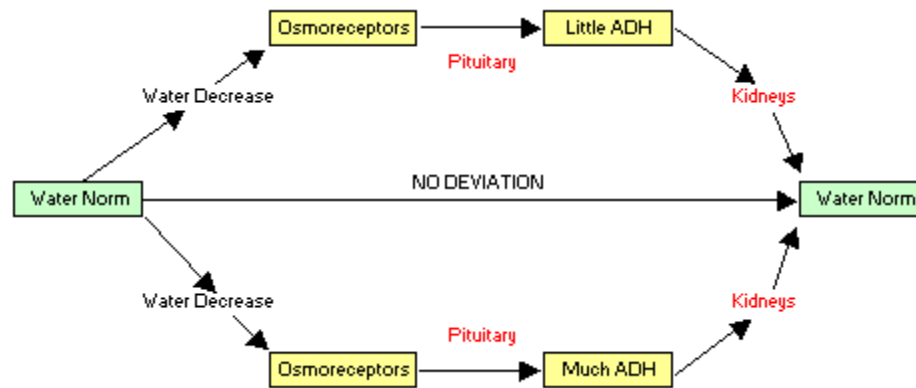 Osmoreceptors
Little ADH
Pituitary
Water Decrease
Kidneys
NO DEVIATION
Water Norm
Water Norm
Water Decrease
Kidneys
Pituitary
Osmoreceptors
Much ADH